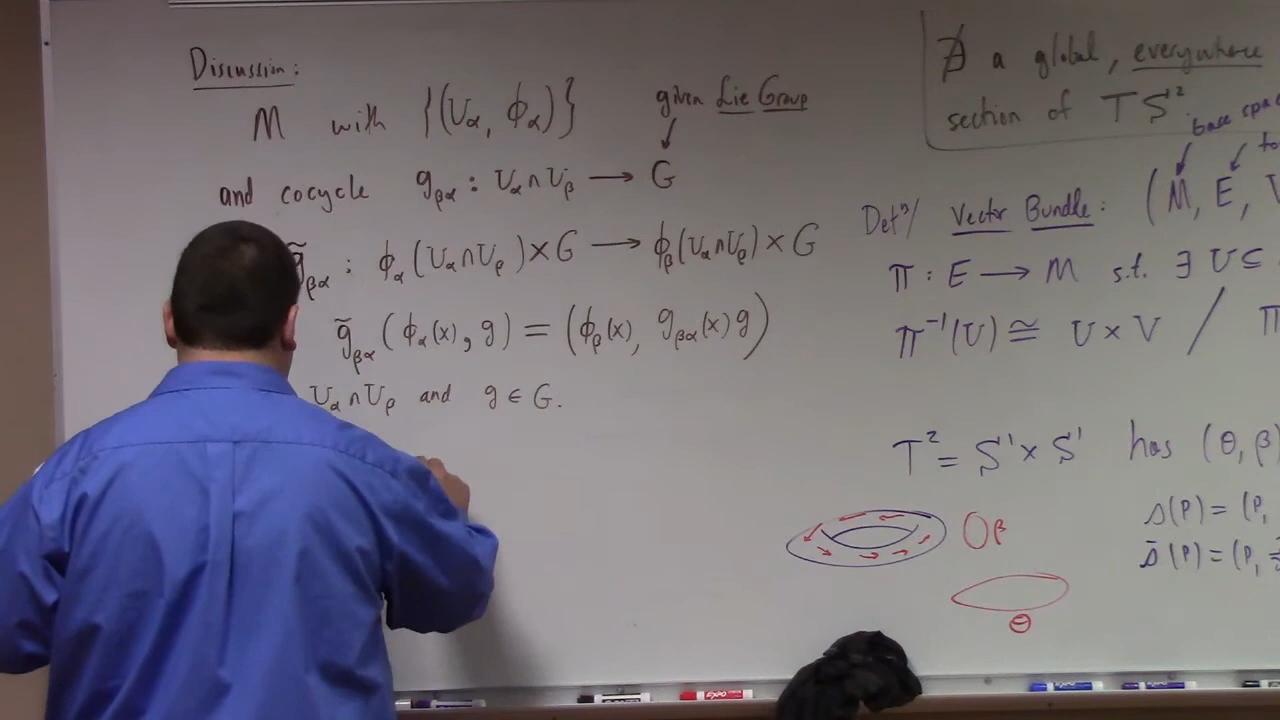 Discussion:
M with {(U_α, ϕ_α)}
given Lie Group
and cocycle g_βα : U_α ∩ U_β → G
g̃_βα : ϕ_α(U_α ∩ U_β) × G → ϕ_β(U_α ∩ U_β) × G
g̃_βα (ϕ_α(x), g) = (ϕ_β(x), g_βα(x) g)
U_α ∩ U_β and g ∈ G.
∄ a global, everywhere
section of TS²
base space
Defⁿ/ Vector Bundle: (M, E, V
π : E → M s.t. ∃ U ⊆
π⁻¹(U) ≅ U × V / π
T² = S¹ × S¹ has (θ, β)
s(p) = (p,
s̄(p) = (p,
β
θ
EXPO